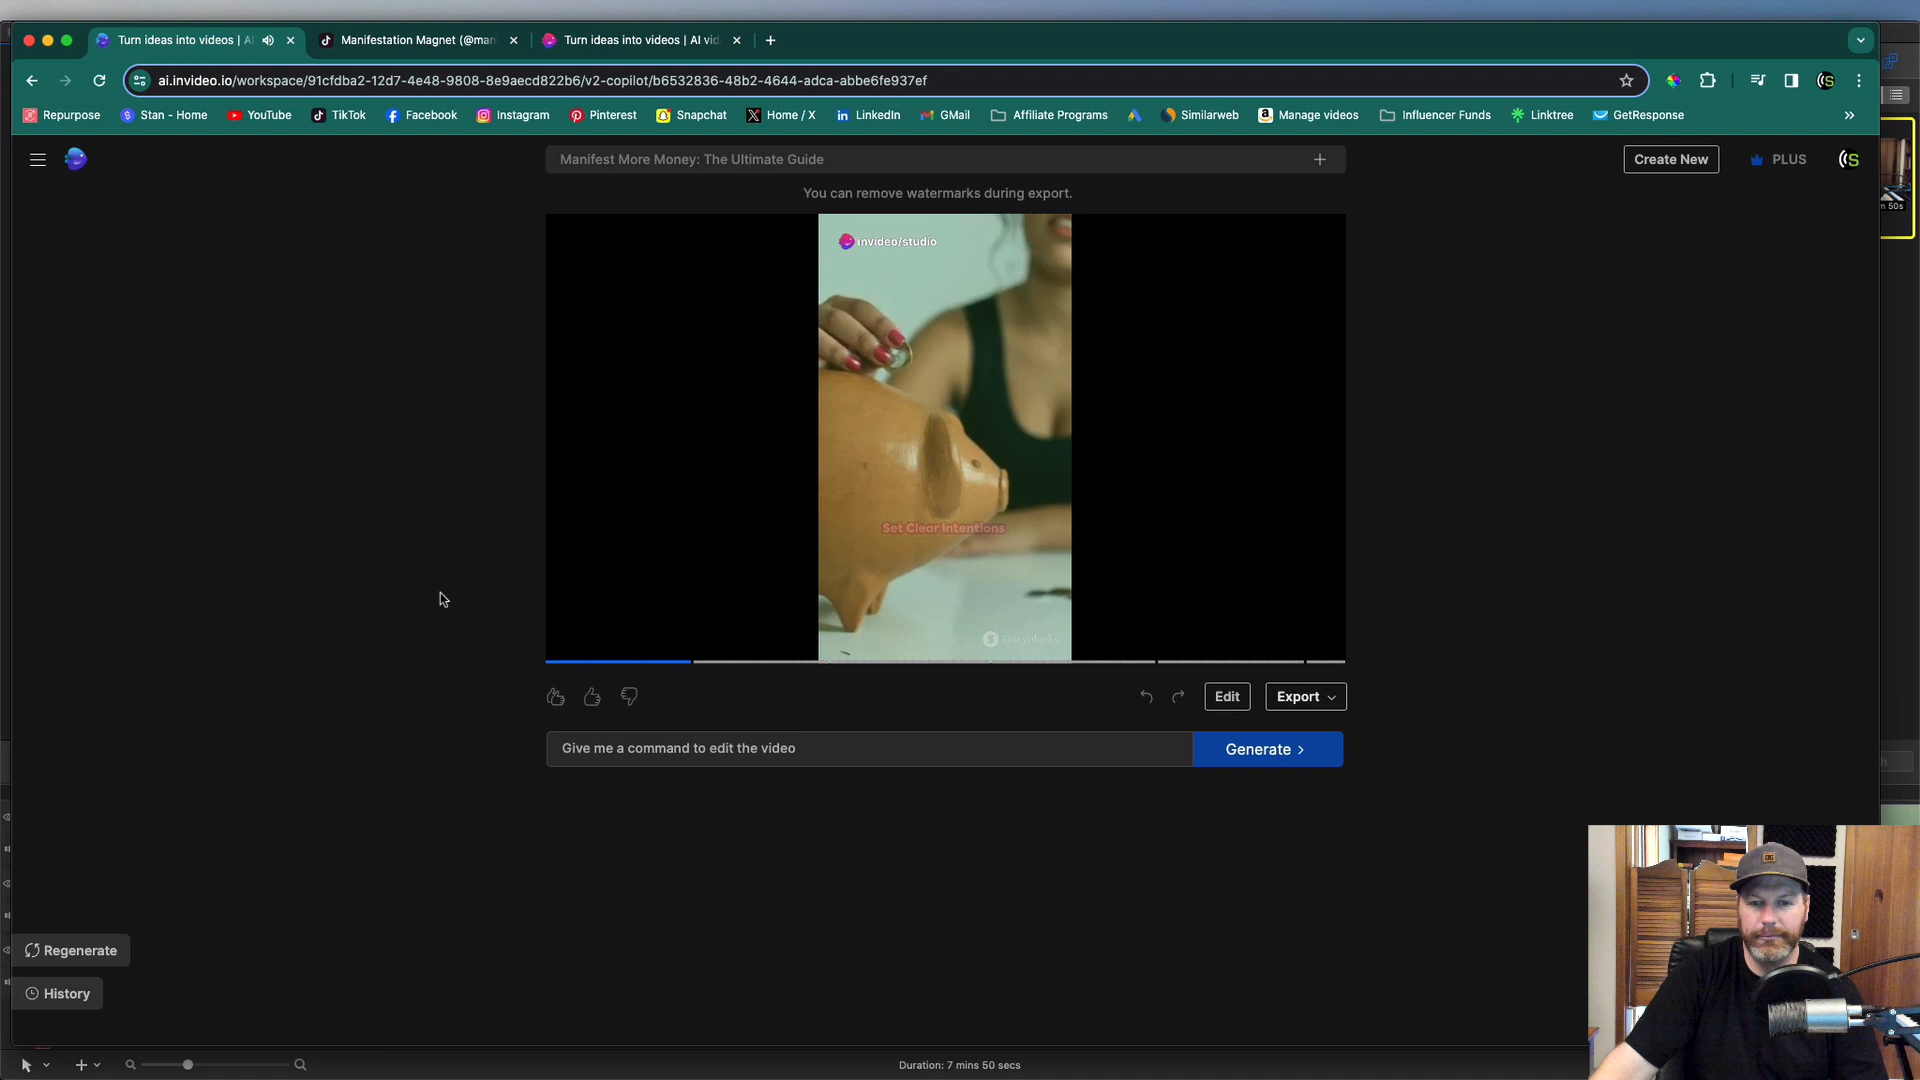 Turn ideas into videos | AI
Manifestation Magnet (@man
Turn ideas into videos | AI vid
ai.invideo.io/workspace/91cfdba2-12d7-4e48-9808-8e9aecd822b6/v2-copilot/b6532836-48b2-4644-adca-abbe6fe937ef
Repurpose
Stan - Home
YouTube
TikTok
Facebook
Instagram
Pinterest
Snapchat
Home / X
LinkedIn
GMail
Affiliate Programs
Similarweb
Manage videos
Influencer Funds
Linktree
GetResponse
Manifest More Money: The Ultimate Guide
Create New
PLUS
You can remove watermarks during export.
invideo/studio
Set Clear Intentions
Storyblocks
Edit
Export
Give me a command to edit the video
Generate
Regenerate
History
Duration: 7 mins 50 secs